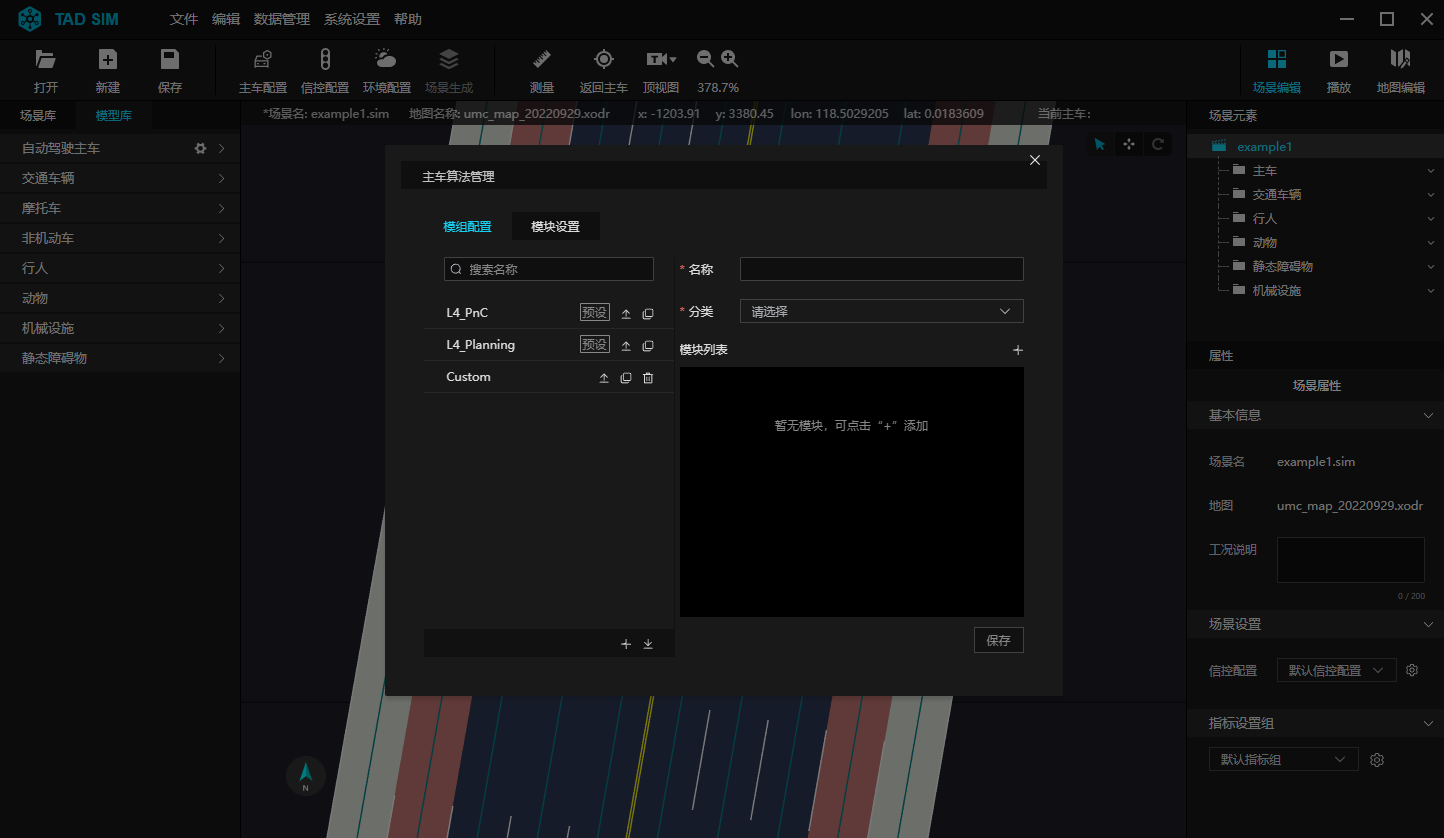 TAD SIM 文件 编辑 数据管理 系统设置 帮助
打开 新建 保存 主车配置 信控配置 环境配置 场景生成 测量 返回主车 顶视图 378.7% 场景编辑 播放 地图编辑
场景库 模型库
*场景名: example1.sim 地图名称: umc_map_20220929.xodr x: -1203.91 y: 3380.45 lon: 118.5029205 lat: 0.0183609 当前主车:
自动驾驶主车
交通车辆
摩托车
非机动车
行人
动物
机械设施
静态障碍物
主车算法管理
模组配置 模块设置
搜索名称
L4_PnC 预设
L4_Planning 预设
Custom
* 名称
* 分类 请选择
模块列表
暂无模块，可点击“+”添加
保存
N
场景元素
example1
主车
交通车辆
行人
动物
静态障碍物
机械设施
属性
场景属性
基本信息
场景名 example1.sim
地图 umc_map_20220929.xodr
工况说明
0 / 200
场景设置
信控配置 默认信控配置
指标设置组
默认指标组